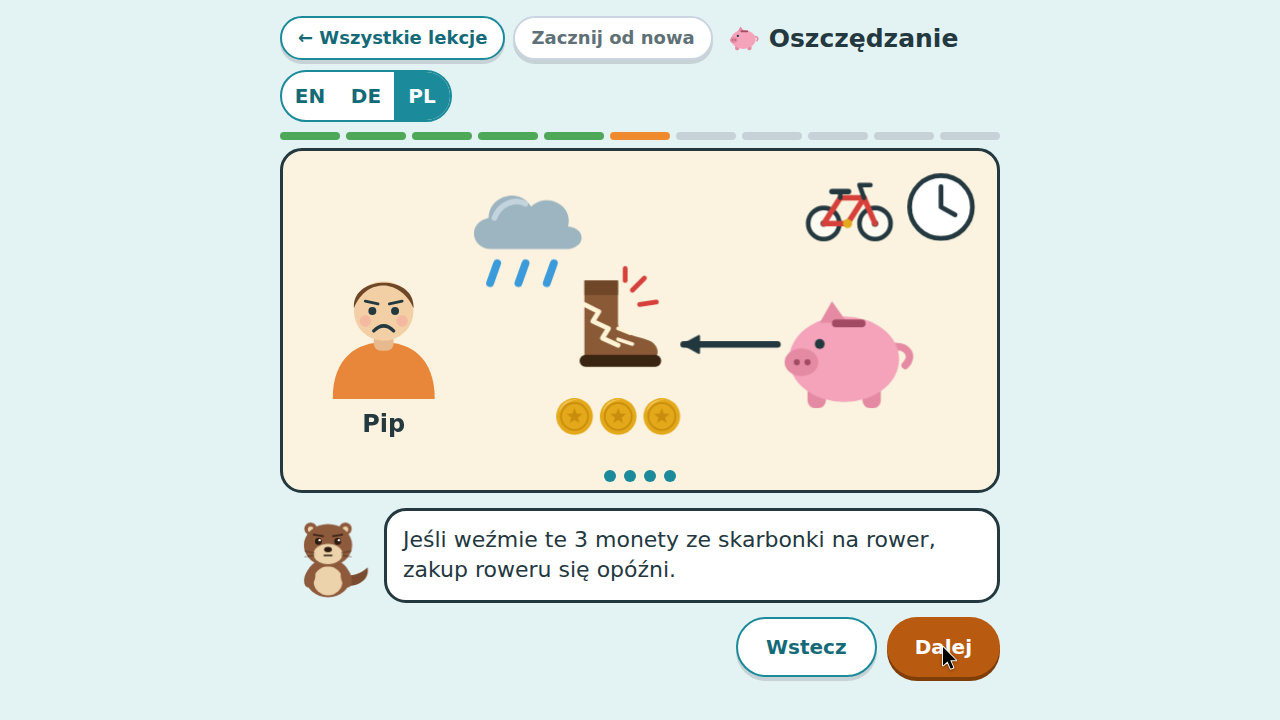 ← Wszystkie lekcje
Zacznij od nowa
Oszczędzanie
EN DE PL
Pip
Jeśli weźmie te 3 monety ze skarbonki na rower,
zakup roweru się opóźni.
Wstecz
Dalej